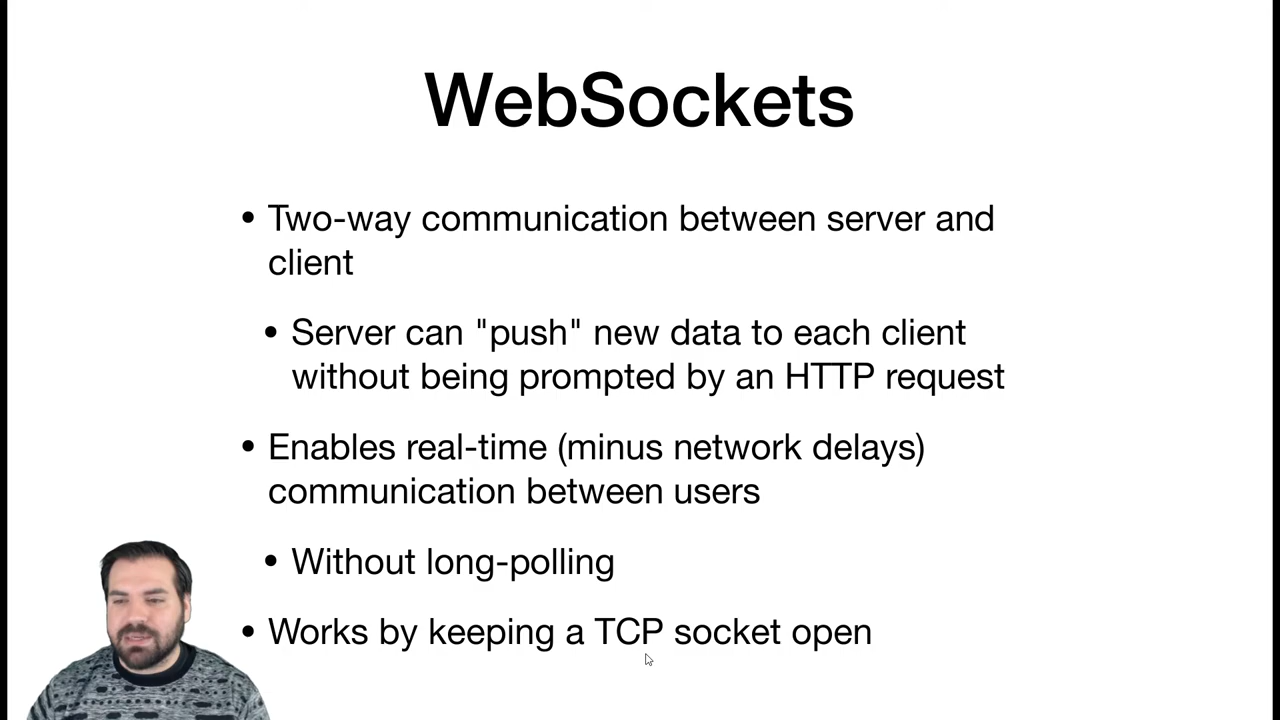 WebSockets
• Two-way communication between server and
client
• Server can "push" new data to each client
without being prompted by an HTTP request
• Enables real-time (minus network delays)
communication between users
• Without long-polling
• Works by keeping a TCP socket open